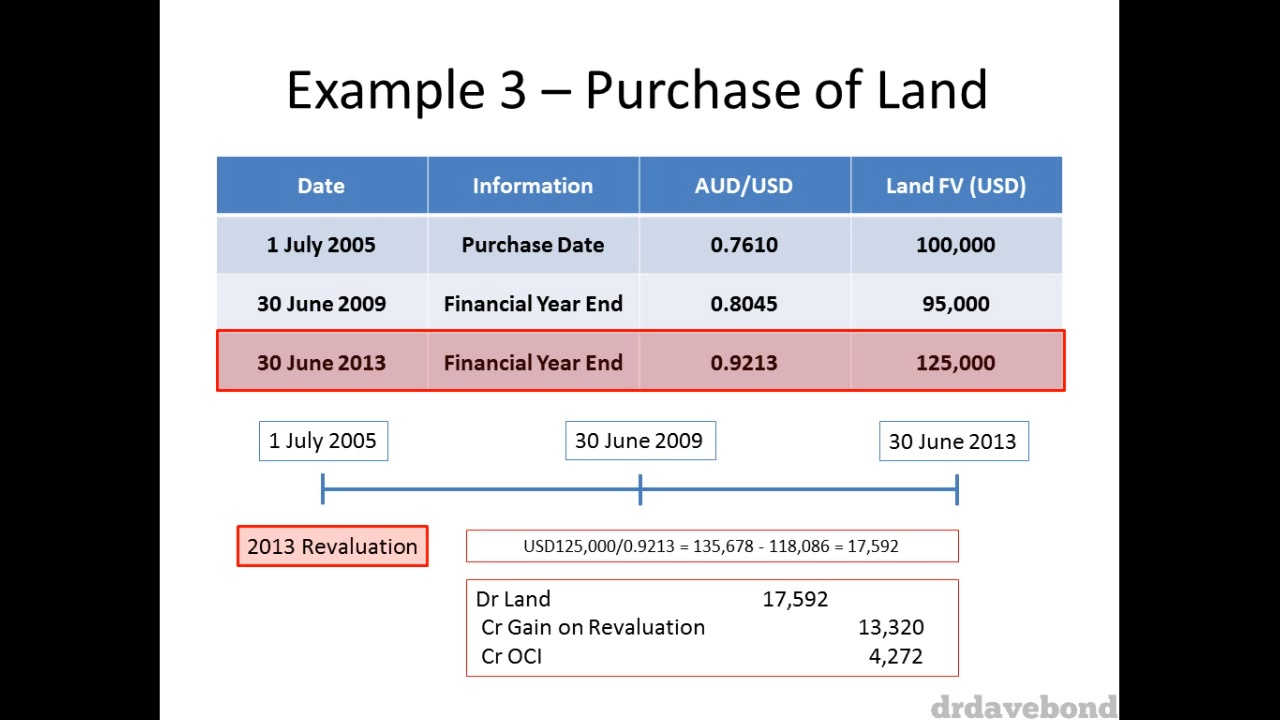 Example 3 – Purchase of Land
Date Information AUD/USD Land FV (USD)
1 July 2005 Purchase Date 0.7610 100,000
30 June 2009 Financial Year End 0.8045 95,000
30 June 2013 Financial Year End 0.9213 125,000
1 July 2005 30 June 2009 30 June 2013
2013 Revaluation USD125,000/0.9213 = 135,678 - 118,086 = 17,592
Dr Land 17,592
Cr Gain on Revaluation 13,320
Cr OCI 4,272
drdavebond